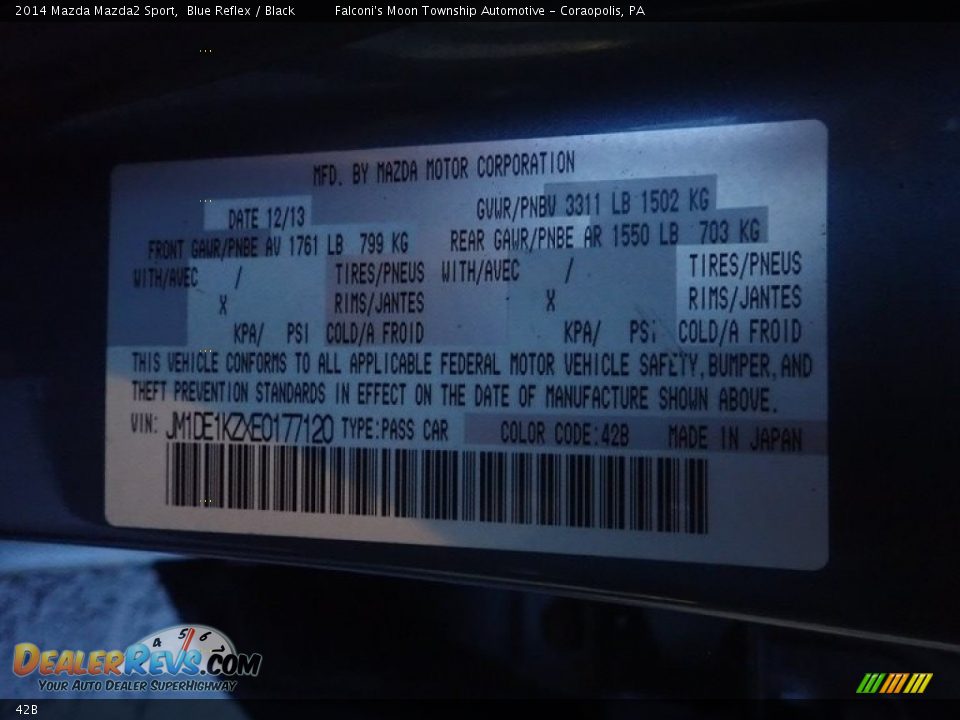 2014 Mazda Mazda2 Sport, Blue Reflex / Black Falconi's Moon Township Automotive - Coraopolis, PA
MFD. BY MAZDA MOTOR CORPORATION
DATE 12/13 GVWR/PNBV 3311 LB 1502 KG
FRONT GAWR/PNBE AV 1761 LB 799 KG REAR GAWR/PNBE AR 1550 LB 703 KG
WITH/AVEC / TIRES/PNEUS WITH/AVEC / TIRES/PNEUS
X RIMS/JANTES X RIMS/JANTES
KPA/ PSI COLD/A FROID KPA/ PSI COLD/A FROID
THIS VEHICLE CONFORMS TO ALL APPLICABLE FEDERAL MOTOR VEHICLE SAFETY, BUMPER, AND
THEFT PREVENTION STANDARDS IN EFFECT ON THE DATE OF MANUFACTURE SHOWN ABOVE.
VIN: JM1DE1KZXE0177120 TYPE:PASS CAR COLOR CODE:42B MADE IN JAPAN
4 5 6
DEALERREVS.COM
YOUR AUTO DEALER SUPERHIGHWAY
42B